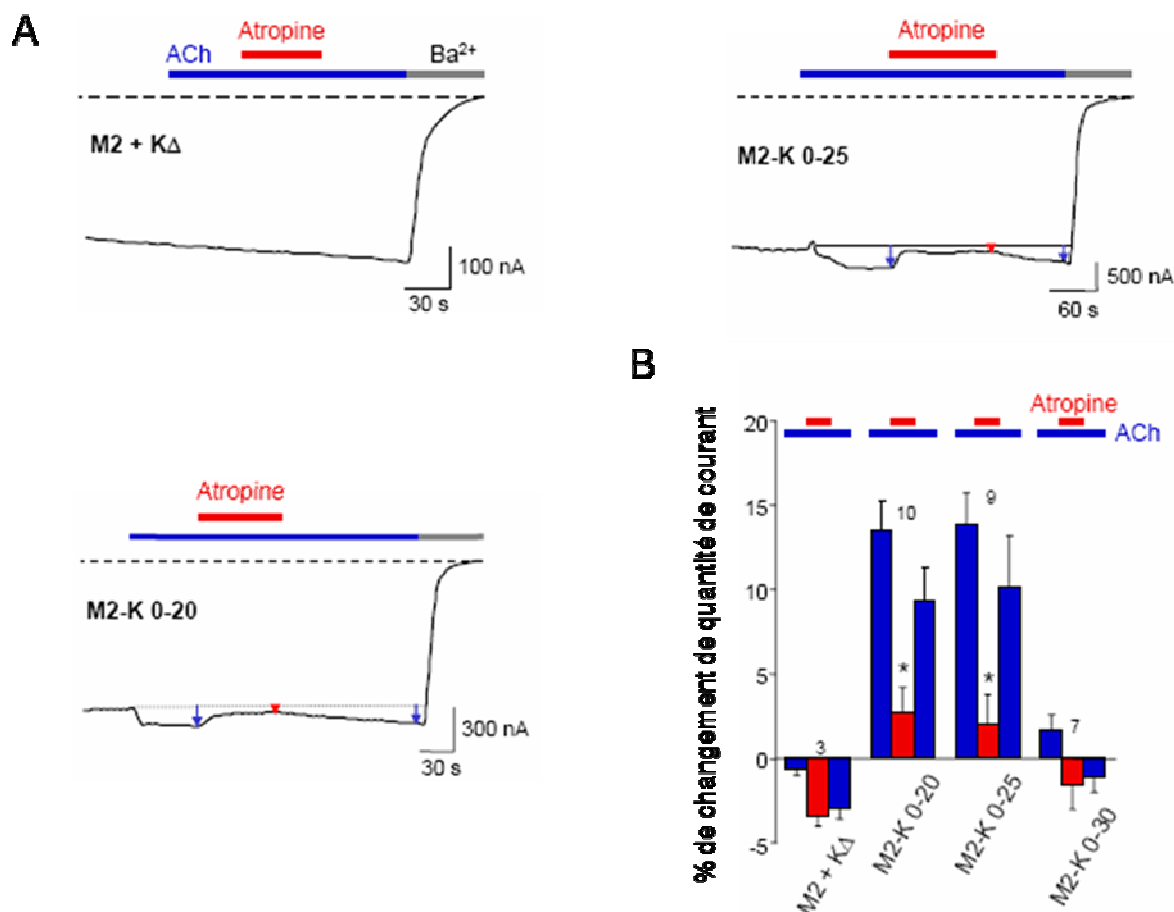 A
Atropine
ACh
Ba²⁺
M2 + KΔ
100 nA
30 s
Atropine
M2-K 0-25
500 nA
60 s
Atropine
M2-K 0-20
300 nA
30 s
B
% de changement de quantité de courant
Atropine
ACh
20
15
10
5
0
-5
3
10
*
9
*
7
M2 + KΔ
M2-K 0-20
M2-K 0-25
M2-K 0-30